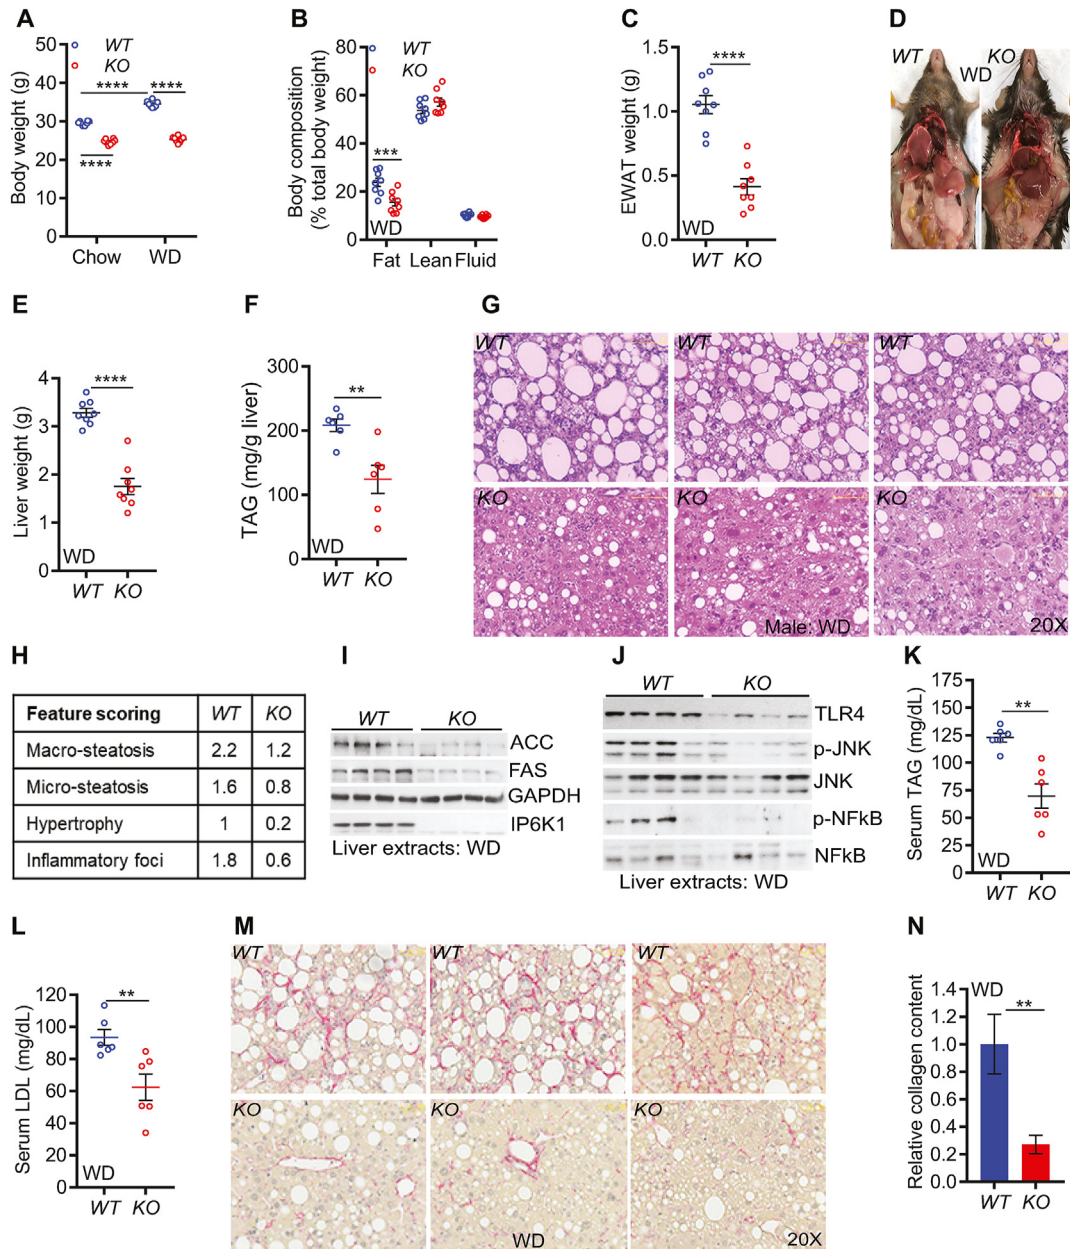 A
Body weight (g)
50
40
30
20
10
0
WT
KO
****
****
****
Chow
WD
B
Body composition
(% total body weight)
80
60
40
20
0
WT
KO
***
WD
Fat
Lean
Fluid
C
EWAT weight (g)
1.5
1.0
0.5
0.0
****
WD
WT
KO
D
WT
KO
WD
E
Liver weight (g)
4
3
2
1
0
****
WD
WT
KO
F
TAG (mg/g liver)
300
200
100
0
**
WD
WT
KO
G
WT
WT
WT
KO
KO
KO
Male: WD
20X
H
Feature scoring WT KO
Macro-steatosis 2.2 1.2
Micro-steatosis 1.6 0.8
Hypertrophy 1 0.2
Inflammatory foci 1.8 0.6
I
WT
KO
ACC
FAS
GAPDH
IP6K1
Liver extracts: WD
J
WT
KO
TLR4
p-JNK
JNK
p-NFkB
NFkB
Liver extracts: WD
K
Serum TAG (mg/dL)
175
150
125
100
75
50
25
0
**
WD
WT
KO
L
Serum LDL (mg/dL)
120
100
80
60
40
20
0
**
WD
WT
KO
M
WT
WT
WT
KO
KO
KO
WD
20X
N
Relative collagen content
1.4
1.2
1.0
0.8
0.6
0.4
0.2
0.0
WD
**
WT
KO